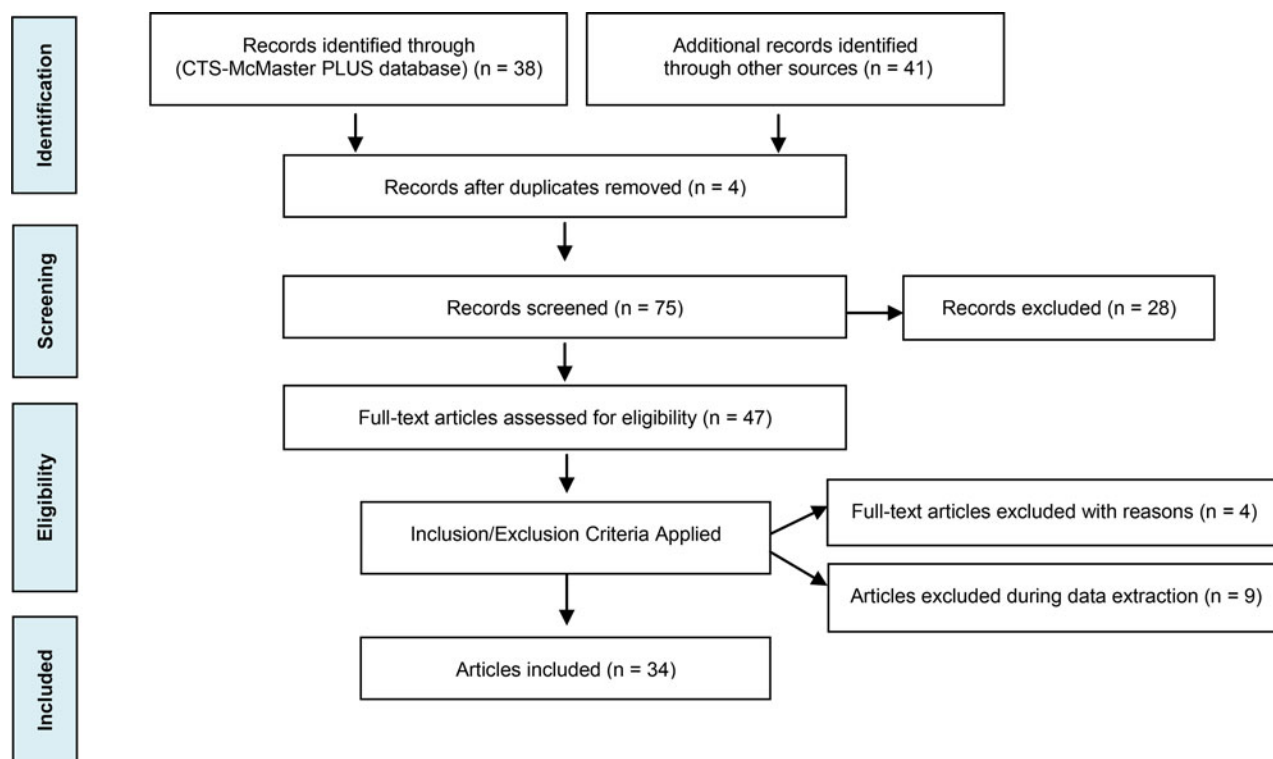 Identification
Records identified through
(CTS-McMaster PLUS database) (n = 38)
Additional records identified
through other sources = 41)
Records after duplicates removed (n = 4)
Screening
Records screened (n = 75)
Records excluded (n = 28)
Eligibility
Full-text articles assessed for eligibility (n = 47)
Inclusion/Exclusion Criteria Applied
Full-text articles excluded with reasons (n = 4)
Articles excluded during data extraction (n = 9)
Included
Articles included (n = 34)